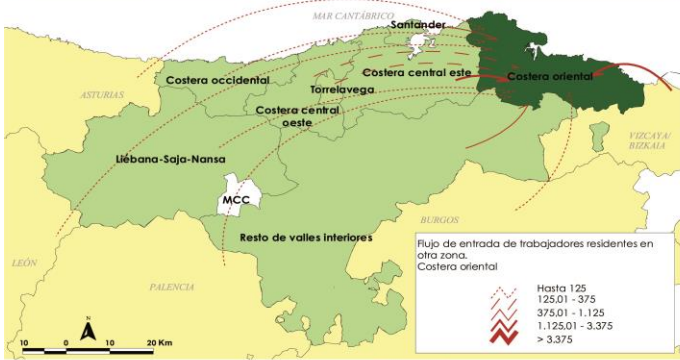 MAR CANTÁBRICO
Santander
Costera occidental
Costera central este
Costera oriental
ASTURIAS
Torrelavega
Costera central
oeste
VIZCAYA/
BIZKAIA
Liébana-Saja-Nansa
MCC
BURGOS
Resto de valles interiores
LEÓN
PALENCIA
Flujo de entrada de trabajadores residentes en
otra zona.
Costera oriental
Hasta 125
125,01 - 375
375,01 - 1.125
1.125,01 - 3.375
> 3.375
N
10 0 10 20 Km